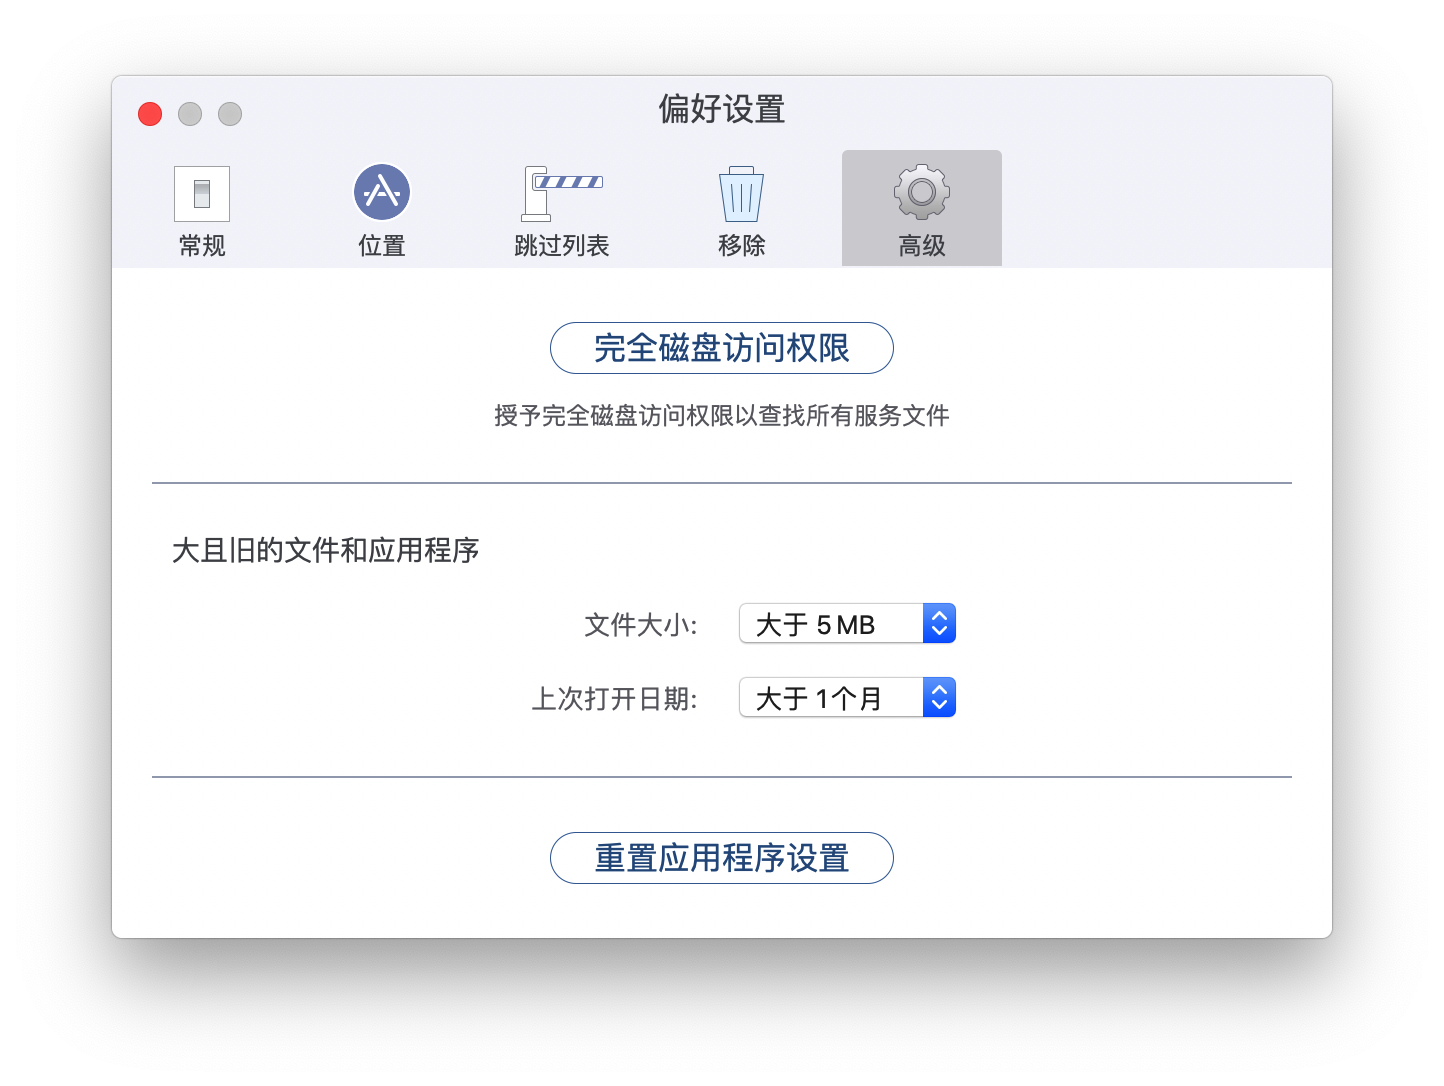 偏好设置
常规
位置
跳过列表
移除
高级
完全磁盘访问权限
授予完全磁盘访问权限以查找所有服务文件
大且旧的文件和应用程序
文件大小:
大于 5 MB
上次打开日期:
大于 1个月
重置应用程序设置